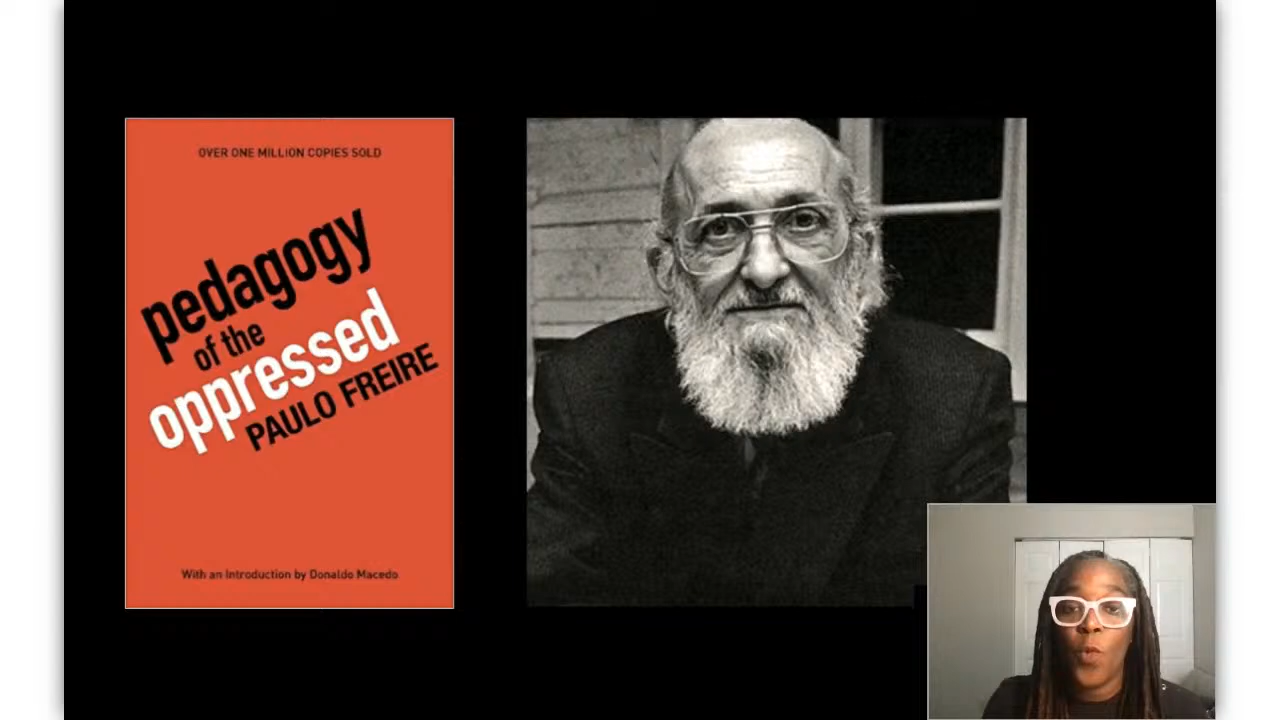 OVER ONE MILLION COPIES SOLD
pedagogy
of the
oppressed
PAULO FREIRE
With an Introduction by Donaldo Macedo